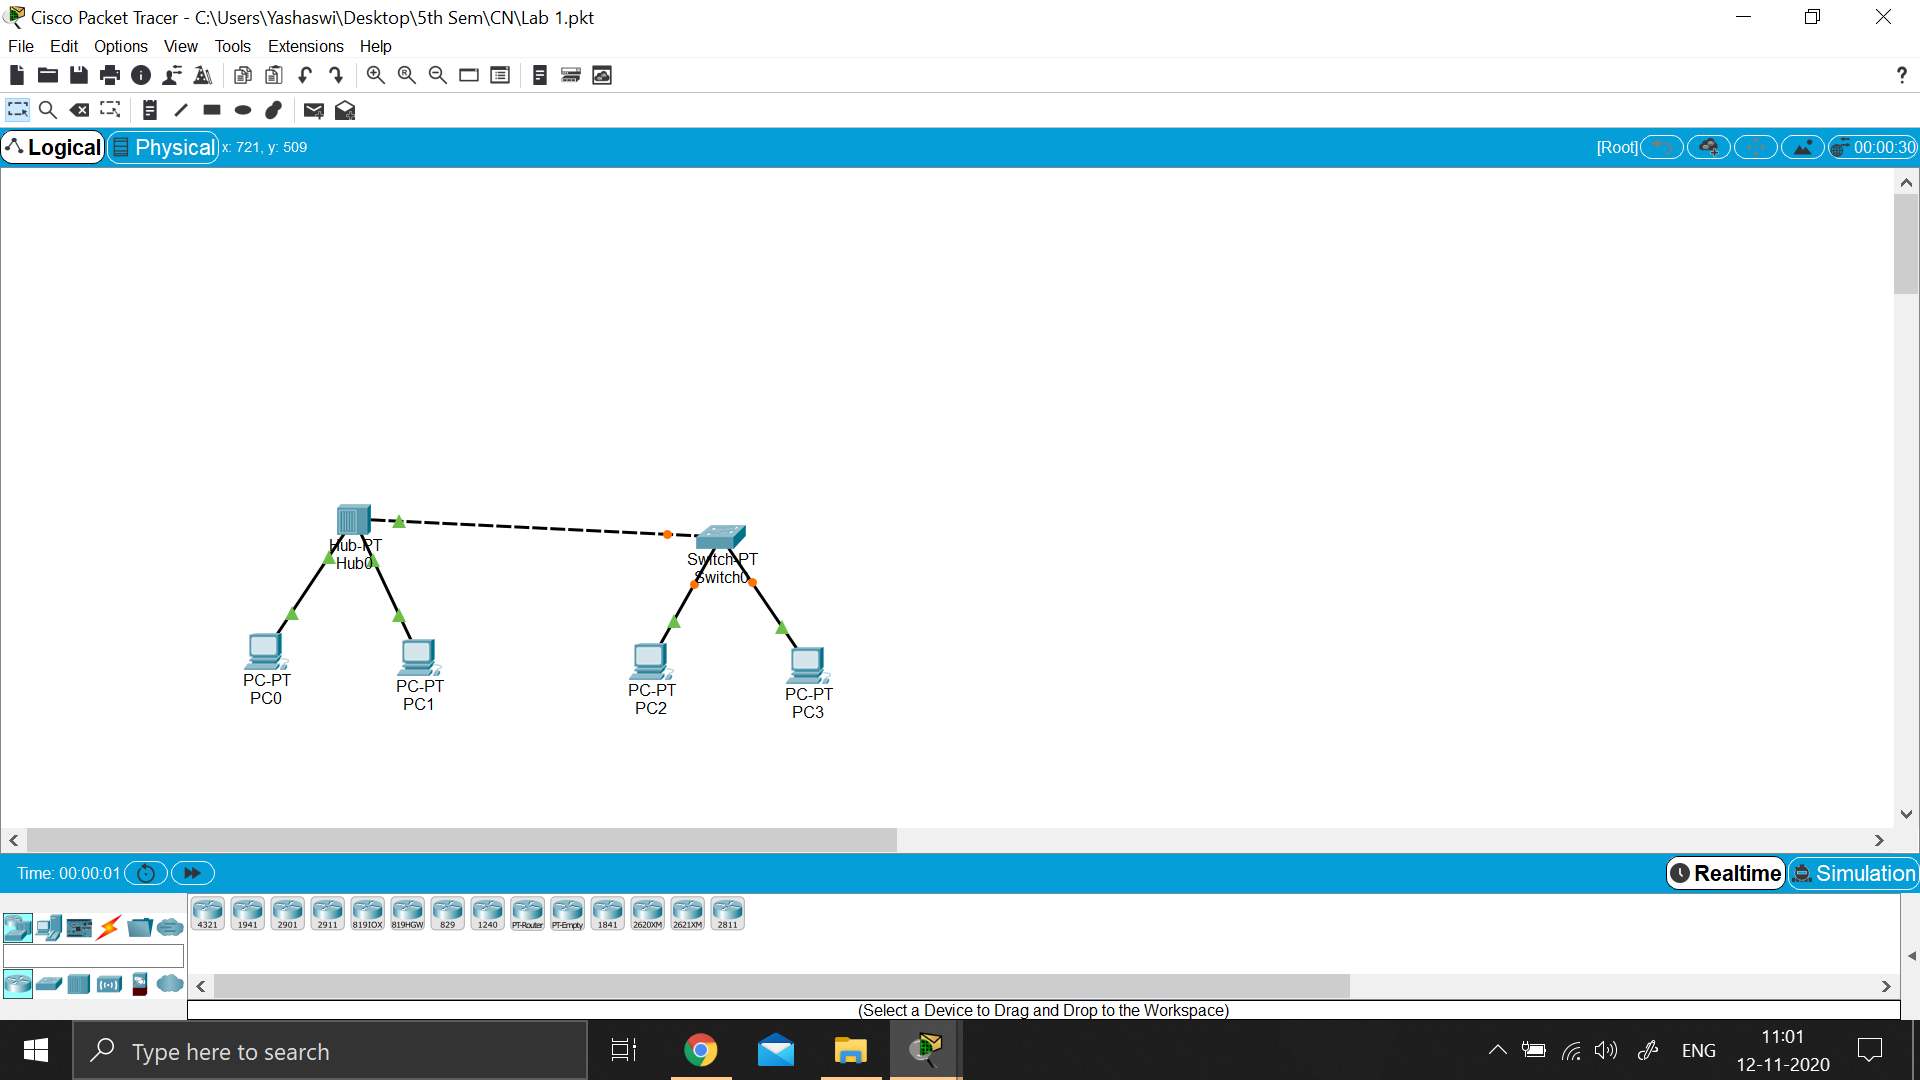 Cisco Packet Tracer - C:\Users\Yashaswi\Desktop\5th Sem\CN\Lab 1.pkt
File Edit Options View Tools Extensions Help
?
Logical Physical x: 721, y: 509 [Root] 00:00:30
Hub-PT
Hub0
Switch-PT
Switch0
PC-PT
PC0
PC-PT
PC1
PC-PT
PC2
PC-PT
PC3
Time: 00:00:01 Realtime Simulation
4321 1941 2901 2911 819IOX 819HGW 829 1240 PT-Router PT-Empty 1841 2620XM 2621XM 2811
(Select a Device to Drag and Drop to the Workspace)
Type here to search ENG 11:01
12-11-2020